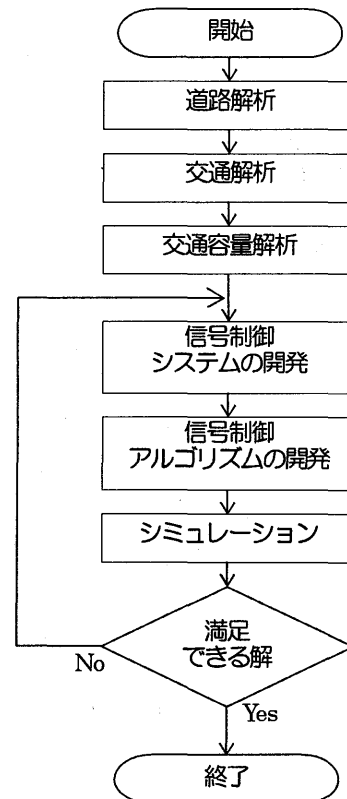 開始
道路解析
交通解析
交通容量解析
信号制御
システムの開発
信号制御
アルゴリズムの開発
シミュレーション
満足
できる解
No
Yes
終了